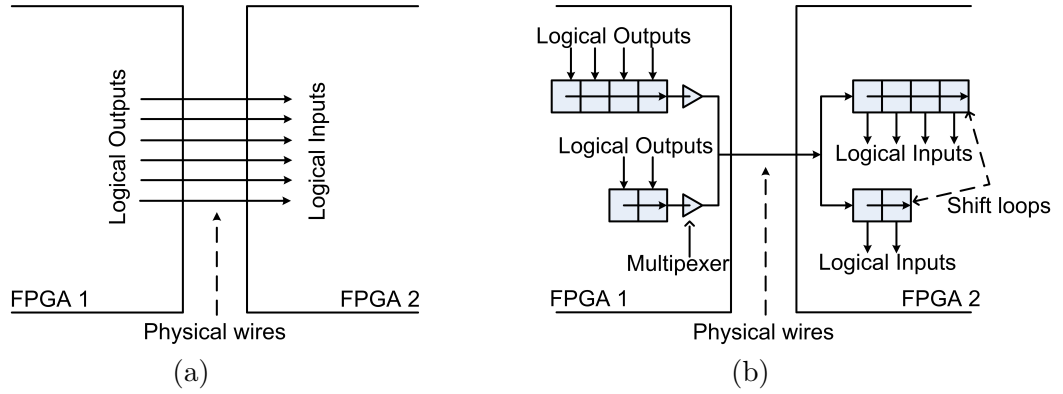 Logical Outputs
Logical Inputs
FPGA 1
FPGA 2
Physical wires
(a)
Logical Outputs
Logical Outputs
Multipexer
Logical Inputs
Shift loops
Logical Inputs
FPGA 1
FPGA 2
Physical wires
(b)